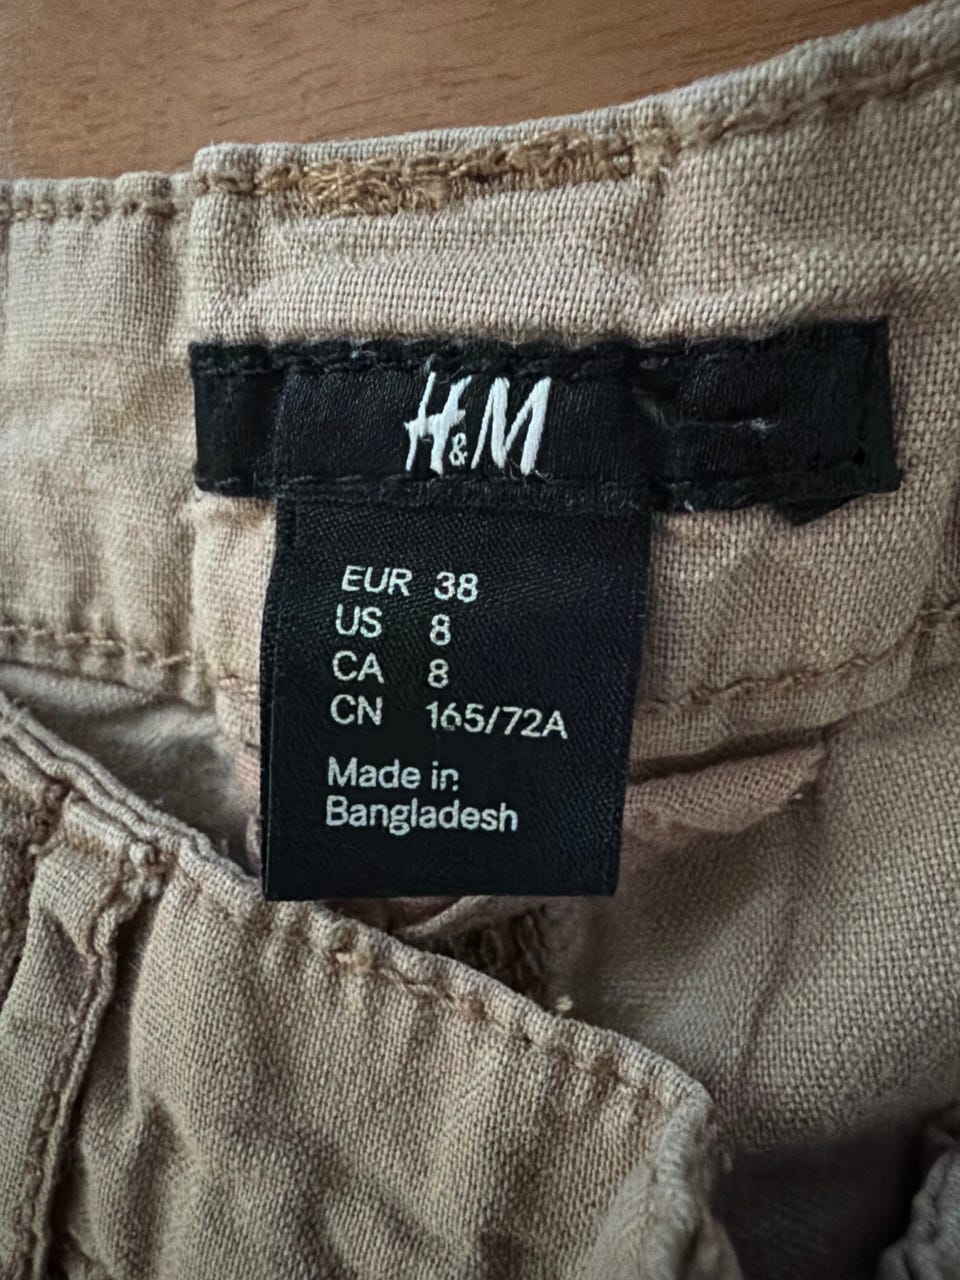 H&M
EUR 38
US 8
CA 8
CN 165/72A
Made in
Bangladesh